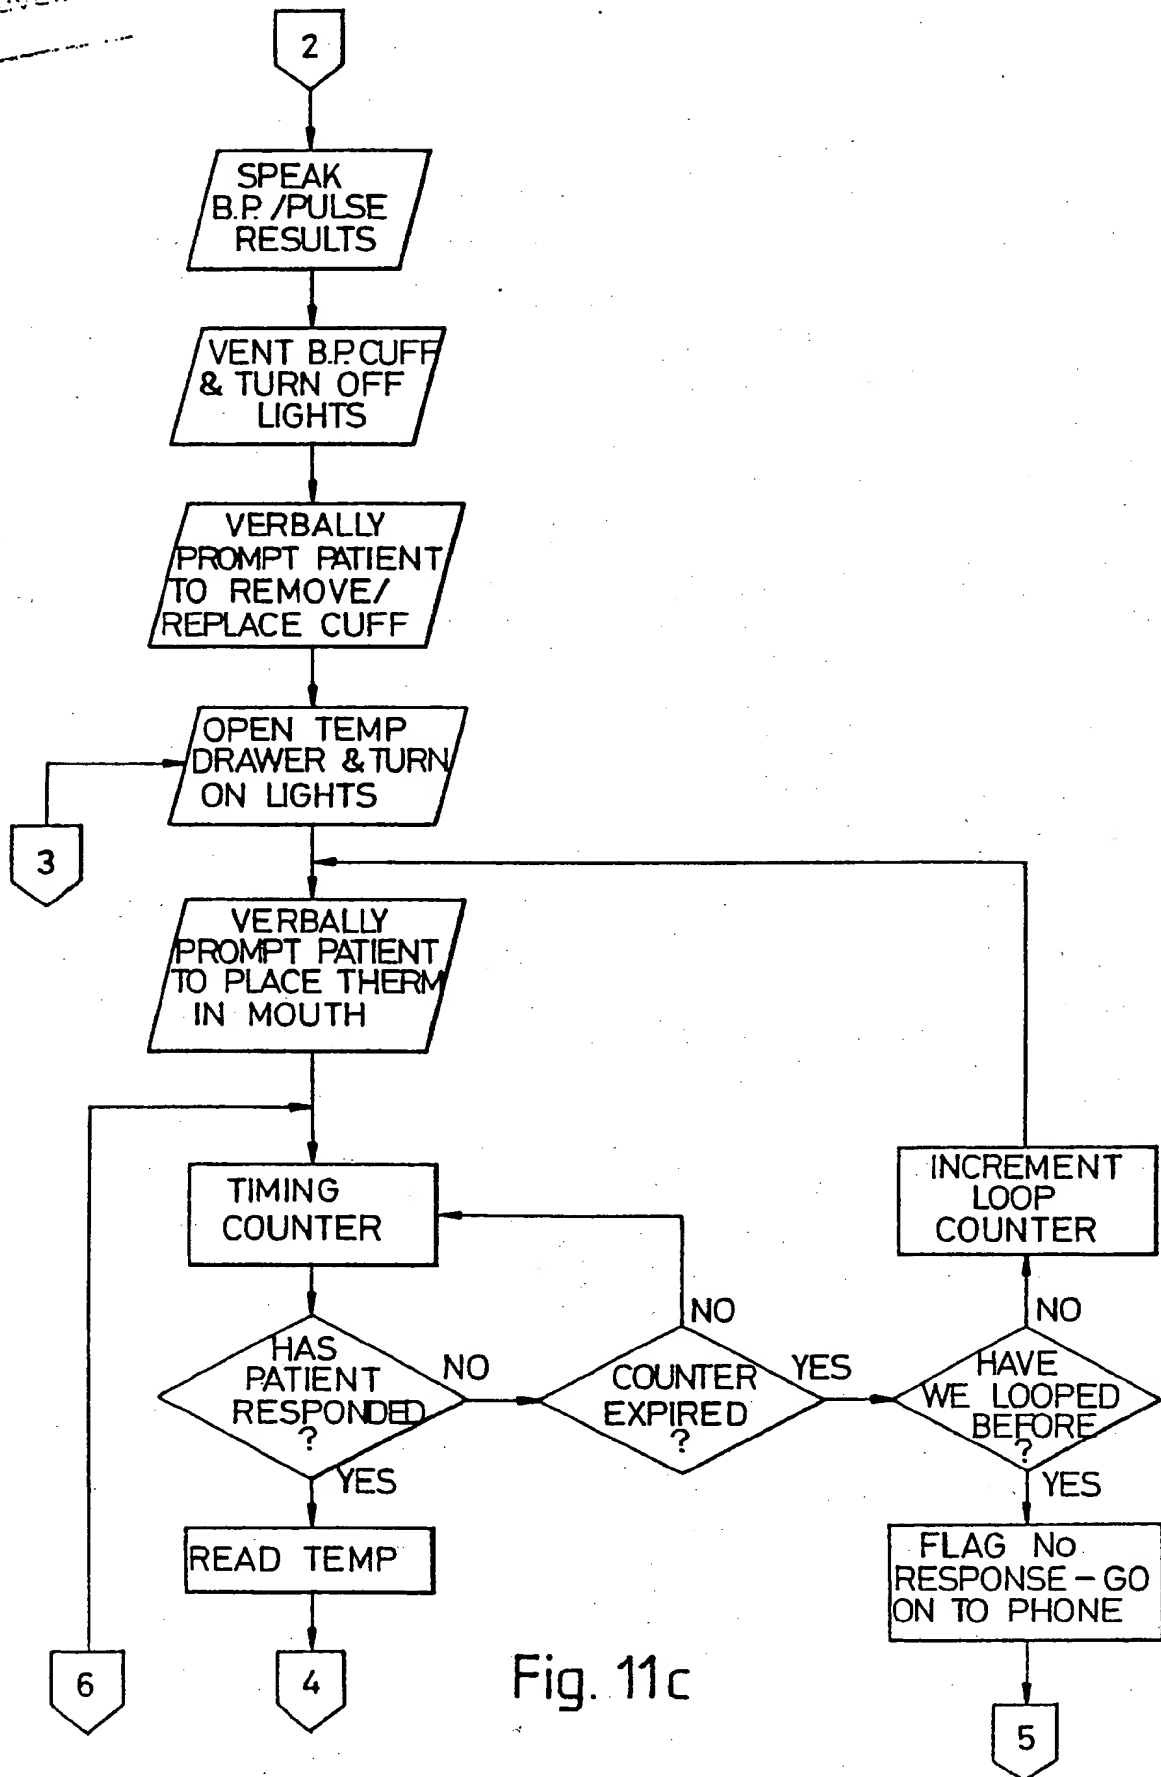 2
SPEAK
B.P./PULSE
RESULTS
VENT B.P. CUFF
& TURN OFF
LIGHTS
VERBALLY
PROMPT PATIENT
TO REMOVE/
REPLACE CUFF
OPEN TEMP
DRAWER & TURN
ON LIGHTS
3
VERBALLY
PROMPT PATIENT
TO PLACE THERM
IN MOUTH
TIMING
COUNTER
INCREMENT
LOOP
COUNTER
HAS
PATIENT
RESPONDED
?
NO
YES
COUNTER
EXPIRED
?
NO
YES
HAVE
WE LOOPED
BEFORE
?
NO
YES
READ TEMP
FLAG No
RESPONSE – GO
ON TO PHONE
6
4
5
Fig. 11c